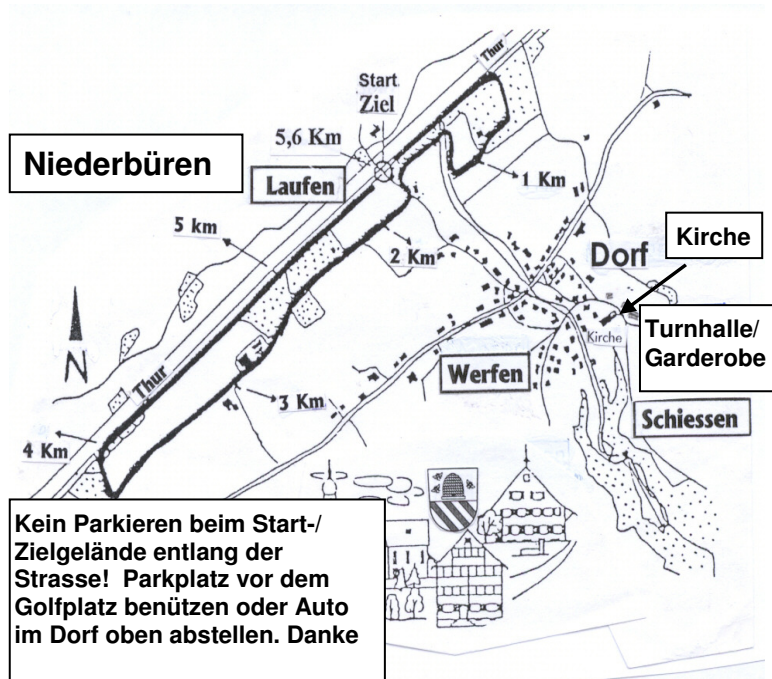 Thur
Start
Ziel
5,6 Km
Niederbüren
Laufen
1 Km
5 km
2 Km
Dorf
Kirche
Kirche
Turnhalle/
Garderobe
N
Thur
Werfen
3 Km
Schiessen
4 Km
Kein Parkieren beim Start-/
Zielgelände entlang der
Strasse! Parkplatz vor dem
Golfplatz benützen oder Auto
im Dorf oben abstellen. Danke